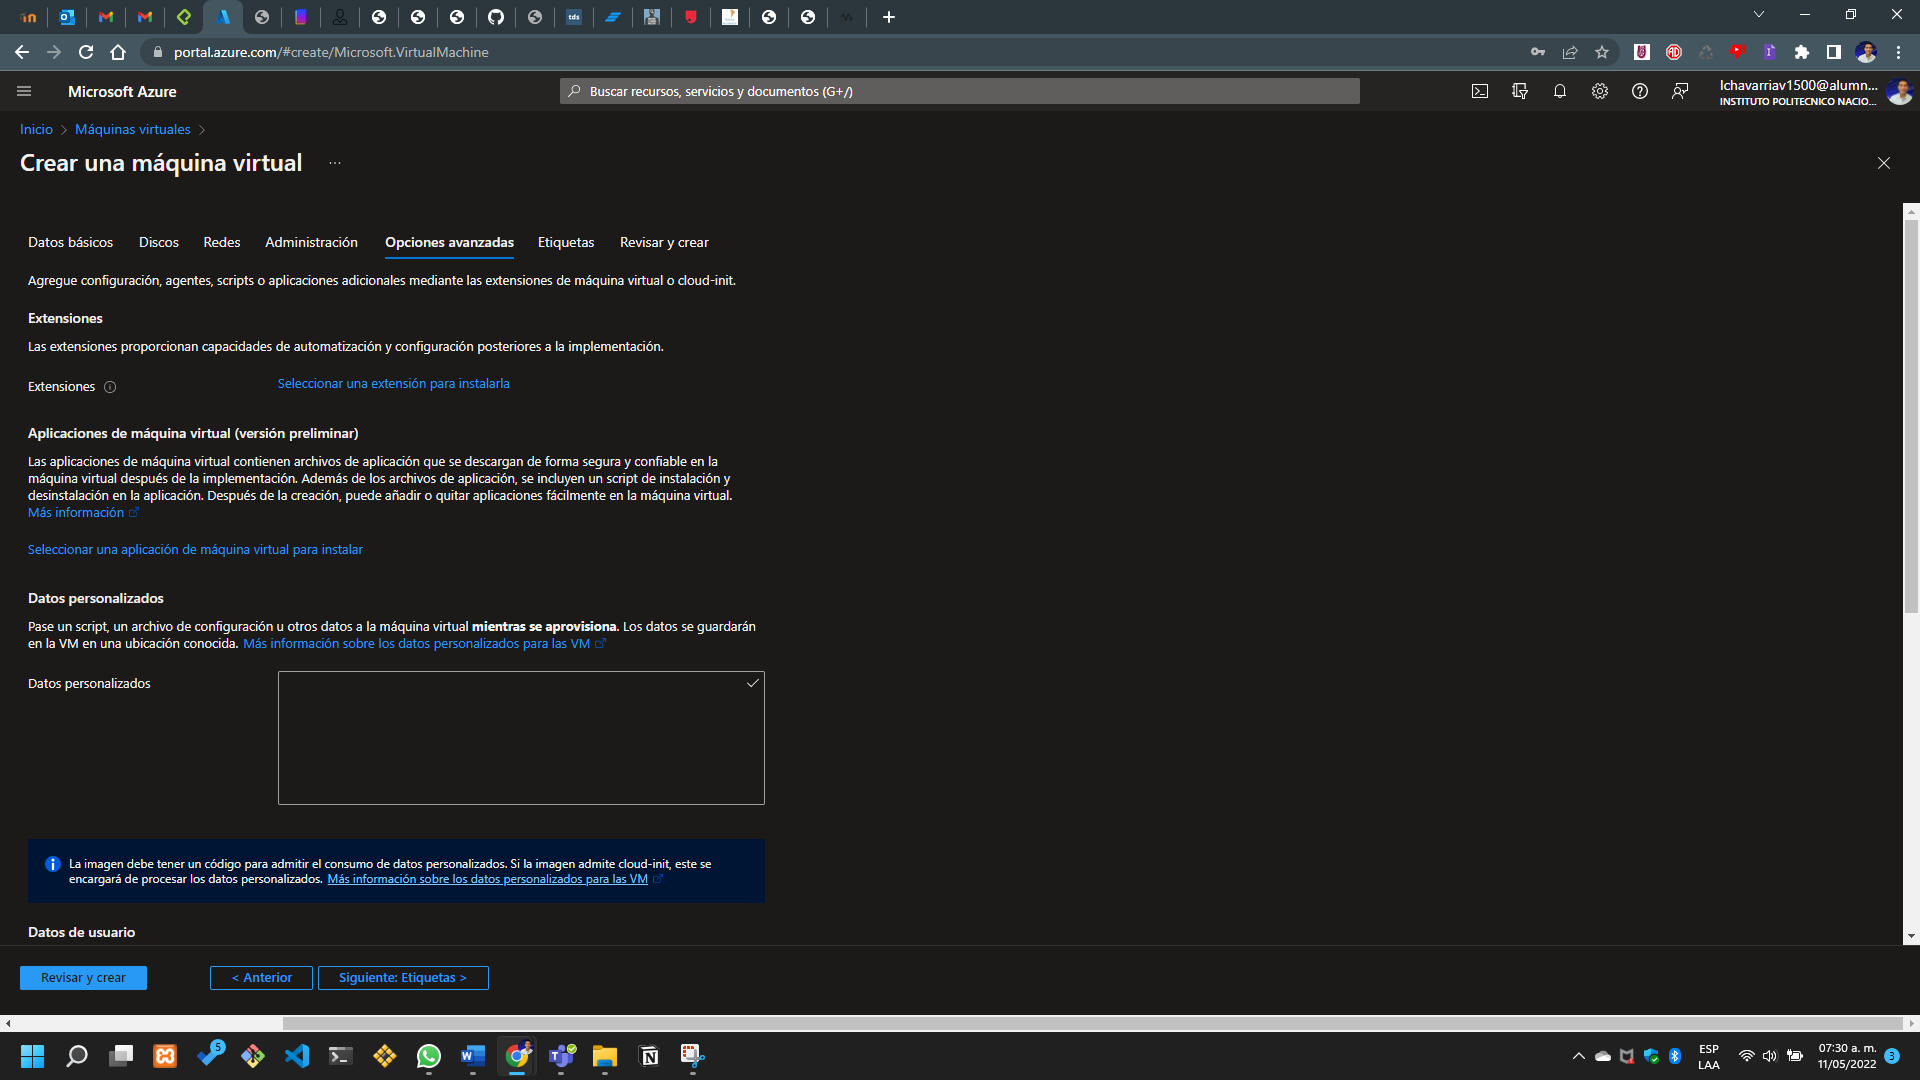 portal.azure.com/#create/Microsoft.VirtualMachine
Microsoft Azure
Buscar recursos, servicios y documentos (G+/)
lchavarriav1500@alumn...
INSTITUTO POLITECNICO NACIO...
Inicio > Máquinas virtuales >
Crear una máquina virtual ...
Datos básicos Discos Redes Administración Opciones avanzadas Etiquetas Revisar y crear
Agregue configuración, agentes, scripts o aplicaciones adicionales mediante las extensiones de máquina virtual o cloud-init.
Extensiones
Las extensiones proporcionan capacidades de automatización y configuración posteriores a la implementación.
Extensiones Seleccionar una extensión para instalarla
Aplicaciones de máquina virtual (versión preliminar)
Las aplicaciones de máquina virtual contienen archivos de aplicación que se descargan de forma segura y confiable en la
máquina virtual después de la implementación. Además de los archivos de aplicación, se incluyen un script de instalación y
desinstalación en la aplicación. Después de la creación, puede añadir o quitar aplicaciones fácilmente en la máquina virtual.
Más información
Seleccionar una aplicación de máquina virtual para instalar
Datos personalizados
Pase un script, un archivo de configuración u otros datos a la máquina virtual mientras se aprovisiona. Los datos se guardarán
en la VM en una ubicación conocida. Más información sobre los datos personalizados para las VM
Datos personalizados
La imagen debe tener un código para admitir el consumo de datos personalizados. Si la imagen admite cloud-init, este se
encargará de procesar los datos personalizados. Más información sobre los datos personalizados para las VM
Datos de usuario
Revisar y crear < Anterior Siguiente: Etiquetas >
5
ESP
LAA
07:30 a. m.
11/05/2022
3